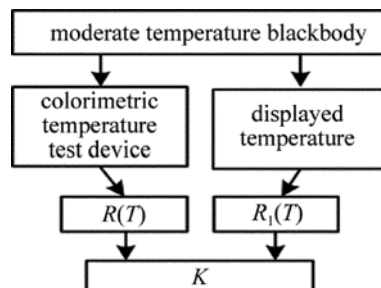 moderate temperature blackbody
colorimetric
temperature
test device
displayed
temperature
R(T)
R₁(T)
K